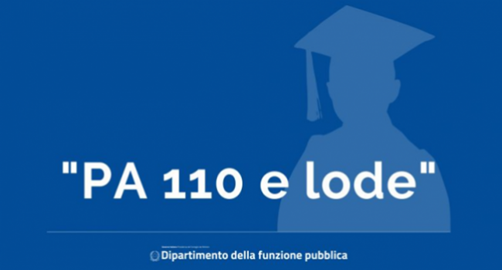 "PA 110 e lode"
Dipartimento della funzione pubblica